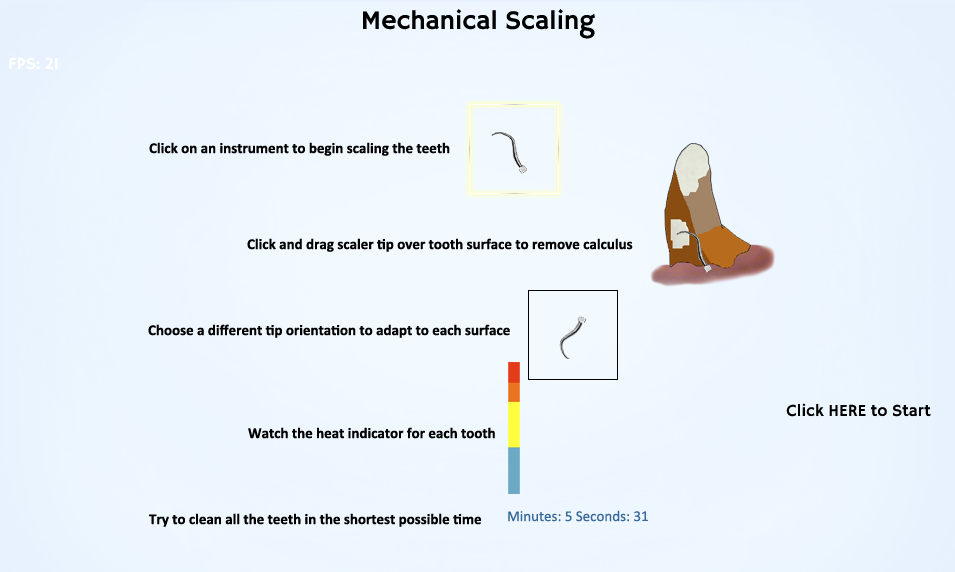 Mechanical Scaling
FPS: 21
Click on an instrument to begin scaling the teeth
Click and drag scaler tip over tooth surface to remove calculus
Choose a different tip orientation to adapt to each surface
Click HERE to Start
Watch the heat indicator for each tooth
Try to clean all the teeth in the shortest possible time
Minutes: 5 Seconds: 31